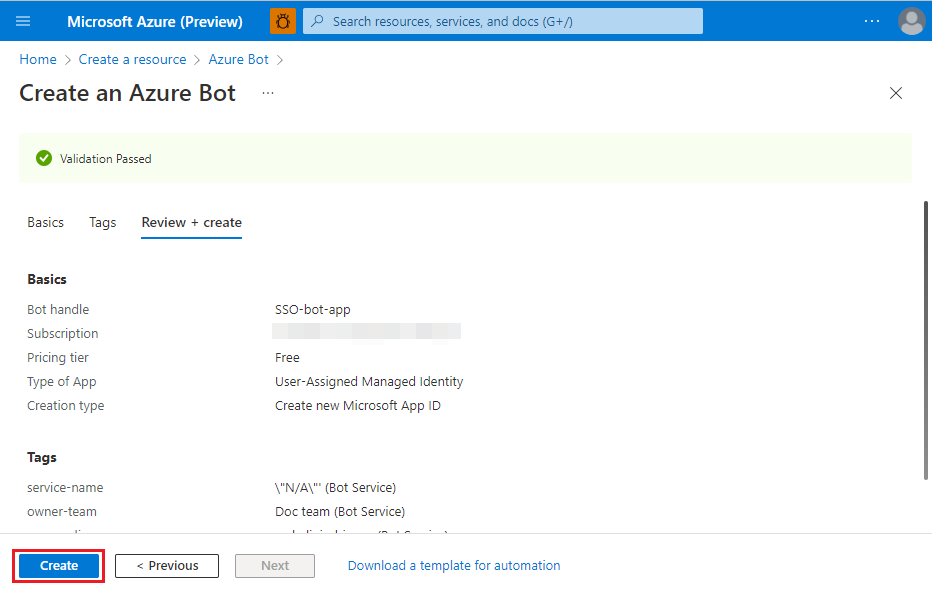 Microsoft Azure (Preview)
Search resources, services, and docs (G+/)
Home > Create a resource > Azure Bot >
Create an Azure Bot ...
Validation Passed
Basics Tags Review + create
Basics
Bot handle SSO-bot-app
Subscription
Pricing tier Free
Type of App User-Assigned Managed Identity
Creation type Create new Microsoft App ID
Tags
service-name \"N/A\"' (Bot Service)
owner-team Doc team (Bot Service)
Create < Previous Next Download a template for automation